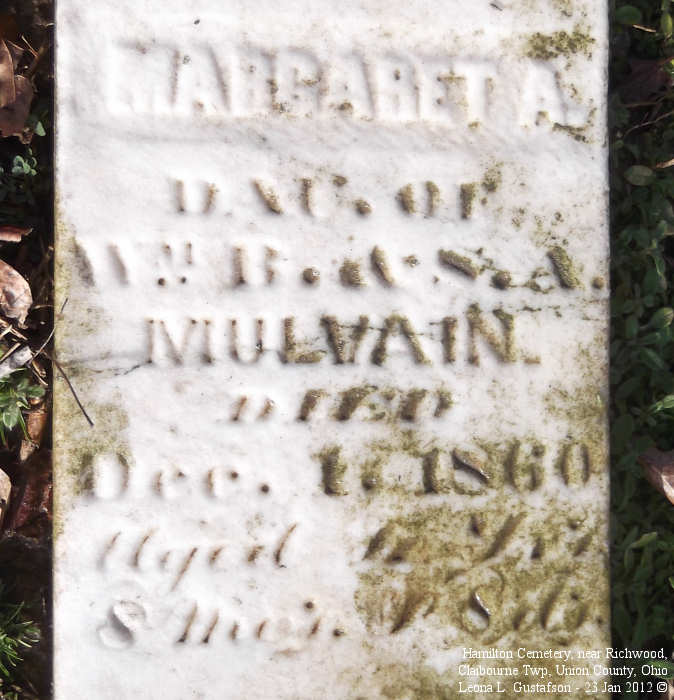 MARGARET A.
DAU. OF
Wm B. & N. A.
MULVAIN.
DIED
Dec. 1. 1860
Aged
8 Mos.
Hamilton Cemetery, near Richwood,
Claibourne Twp, Union County, Ohio
Leona L. Gustafson - 23 Jan 2012 ©